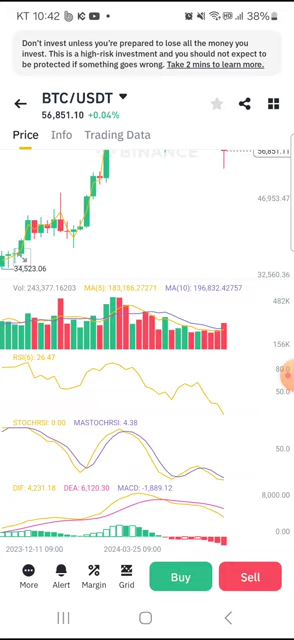 KT 10:42
38%
Don't invest unless you're prepared to lose all the money you
invest. This is a high-risk investment and you should not expect to
be protected if something goes wrong. Take 2 mins to learn more.
BTC/USDT
56,851.10 +0.04%
Price Info Trading Data
BINANCE
56,851.11
46,953.47
34,523.06
32,560.36
Vol: 243,377.16203 MA(5): 183,186.27271 MA(10): 196,832.42757
482K
156K
RSI(6): 26.47
80.0
50.0
STOCHRSI: 0.00 MASTOCHRSI: 4.38
50.0
DIF: 4,231.18 DEA: 6,120.30 MACD: -1,889.12
8,000.00
0.00
2023-12-11 09:00 2024-03-25 09:00
More Alert Margin Grid Buy Sell